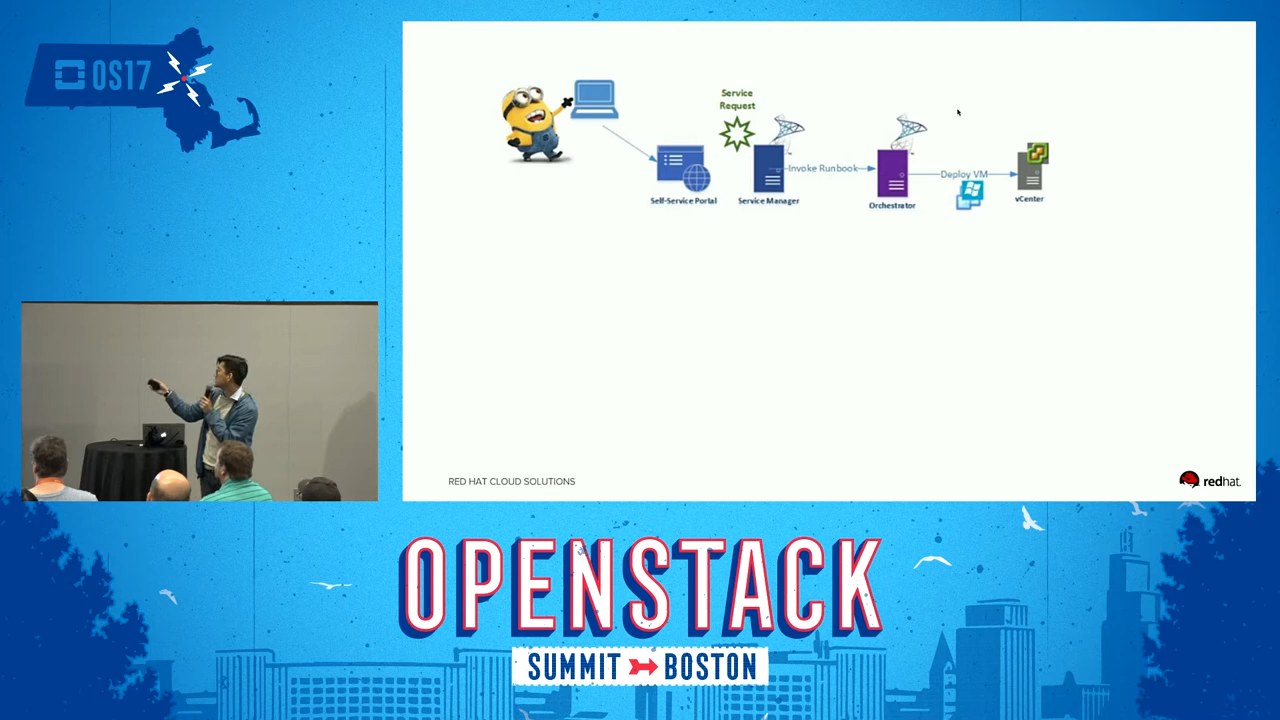 OS17
Service
Request
Invoke Runbook
Deploy VM
Self-Service Portal
Service Manager
Orchestrator
vCenter
RED HAT CLOUD SOLUTIONS
redhat.
OPENSTACK
SUMMIT BOSTON